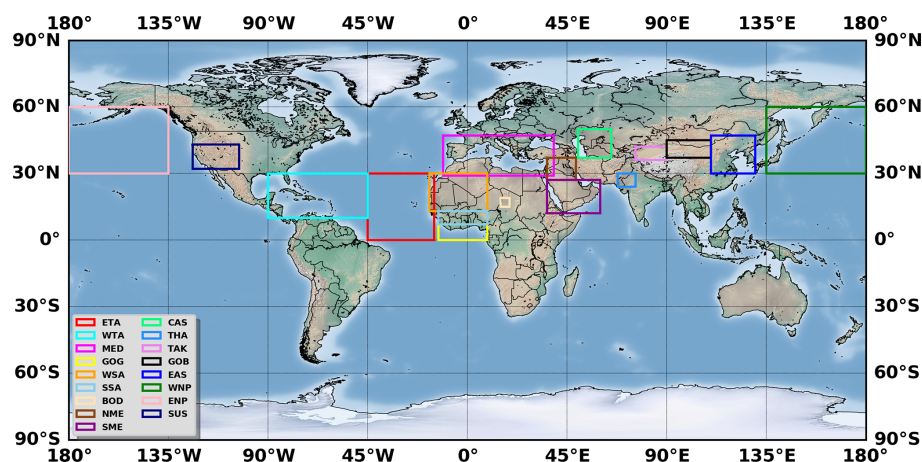 180° 135°W 90°W 45°W 0° 45°E 90°E 135°E 180°
90°N 90°N
60°N 60°N
30°N 30°N
0° 0°
30°S 30°S
60°S 60°S
90°S 90°S
ETA CAS
WTA THA
MED TAK
GOG GOB
WSA EAS
SSA WNP
BOD ENP
NME SUS
SME
180° 135°W 90°W 45°W 0° 45°E 90°E 135°E 180°